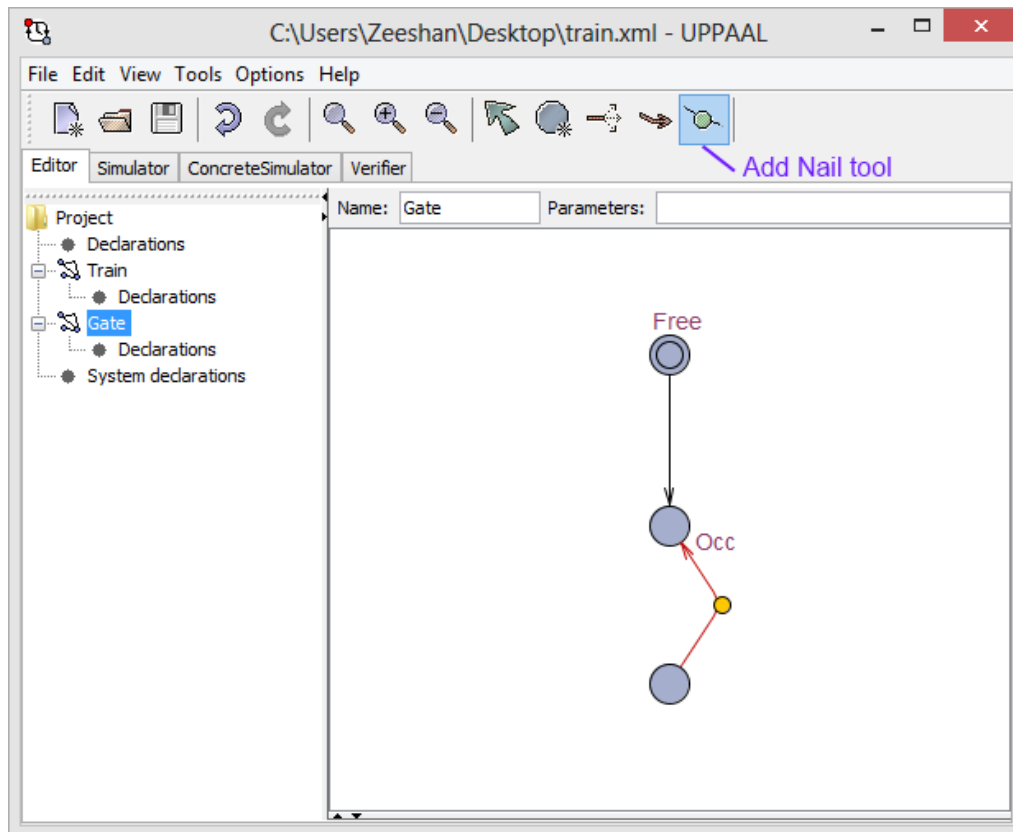 C:\Users\Zeeshan\Desktop\train.xml - UPPAAL
File Edit View Tools Options Help
Editor Simulator ConcreteSimulator Verifier
Add Nail tool
Name: Gate Parameters:
Project
Declarations
Train
Declarations
Gate
Declarations
System declarations
Free
Occ